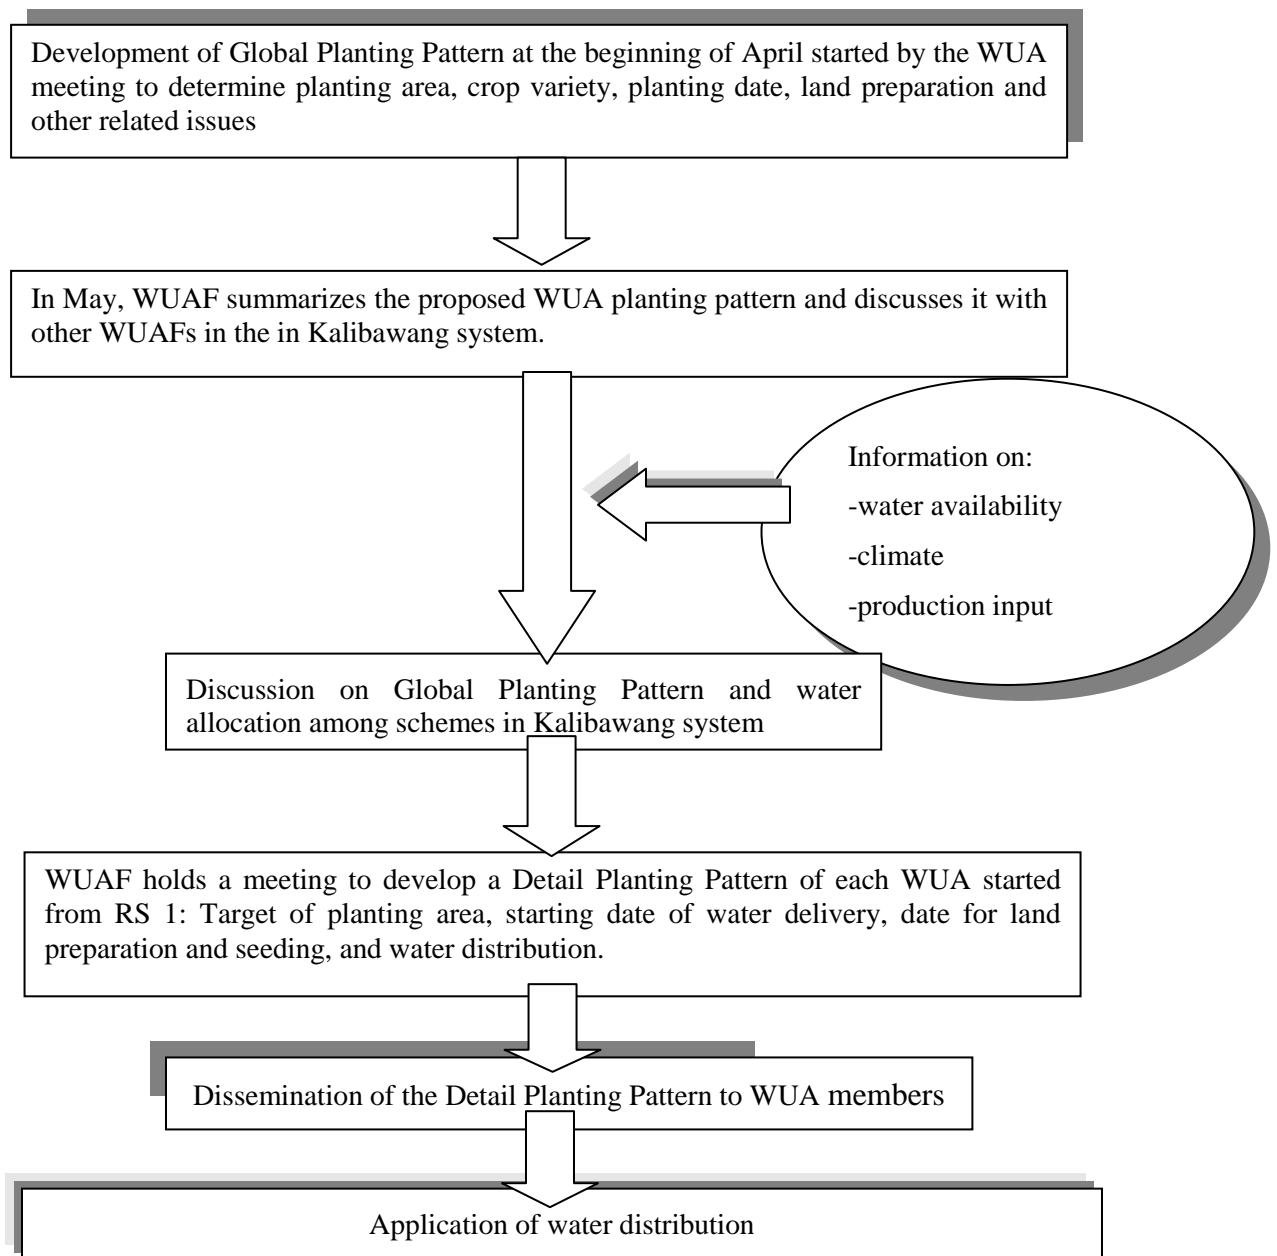 Development of Global Planting Pattern at the beginning of April started by the WUA
meeting to determine planting area, crop variety, planting date, land preparation and
other related issues
In May, WUAF summarizes the proposed WUA planting pattern and discusses it with
other WUAFs in the in Kalibawang system.
Information on:
-water availability
-climate
-production input
Discussion on Global Planting Pattern and water
allocation among schemes in Kalibawang system
WUAF holds a meeting to develop a Detail Planting Pattern of each WUA started
from RS 1: Target of planting area, starting date of water delivery, date for land
preparation and seeding, and water distribution.
Dissemination of the Detail Planting Pattern to WUA members
Application of water distribution